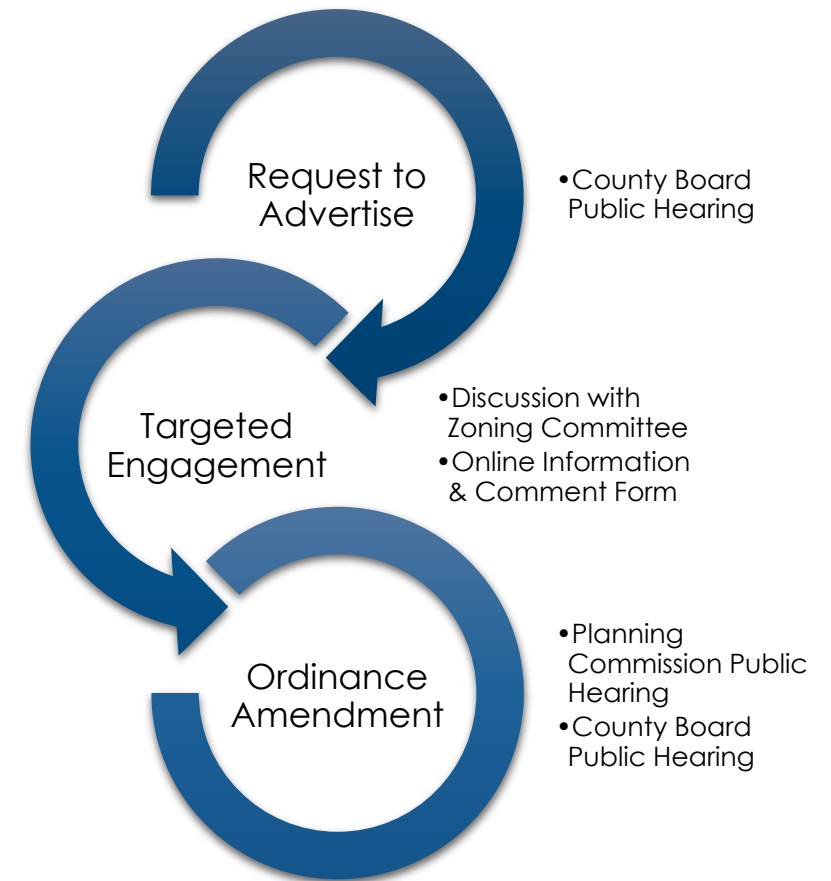 Request to
Advertise
•County Board
Public Hearing
Targeted
Engagement
•Discussion with
Zoning Committee
•Online Information
& Comment Form
Ordinance
Amendment
•Planning
Commission Public
Hearing
•County Board
Public Hearing